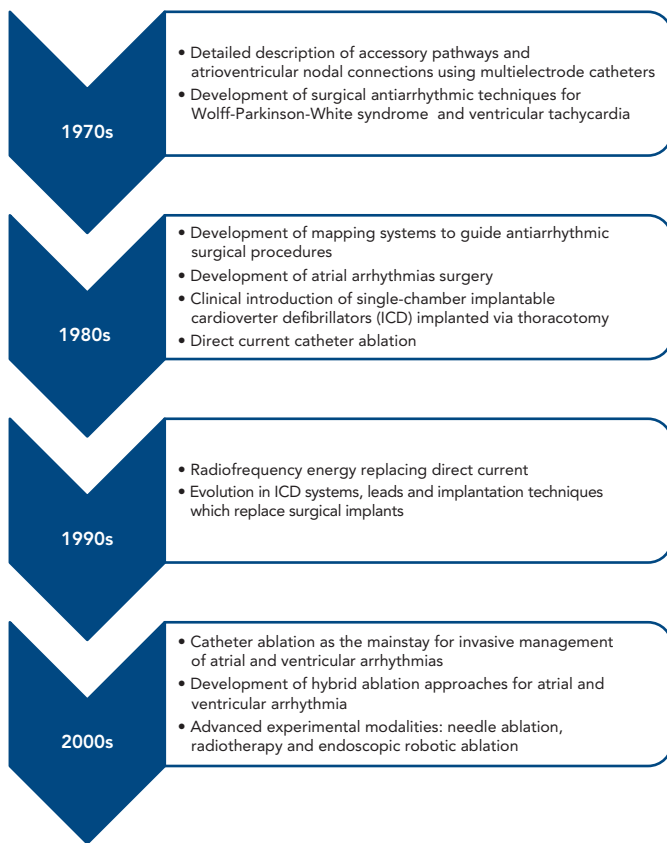 1970s
• Detailed description of accessory pathways and
atrioventricular nodal connections using multielectrode catheters
• Development of surgical antiarrhythmic techniques for
Wolff-Parkinson-White syndrome and ventricular tachycardia
1980s
• Development of mapping systems to guide antiarrhythmic
surgical procedures
• Development of atrial arrhythmias surgery
• Clinical introduction of single-chamber implantable
cardioverter defibrillators (ICD) implanted via thoracotomy
• Direct current catheter ablation
1990s
• Radiofrequency energy replacing direct current
• Evolution in ICD systems, leads and implantation techniques
which replace surgical implants
2000s
• Catheter ablation as the mainstay for invasive management
of atrial and ventricular arrhythmias
• Development of hybrid ablation approaches for atrial and
ventricular arrhythmia
• Advanced experimental modalities: needle ablation,
radiotherapy and endoscopic robotic ablation